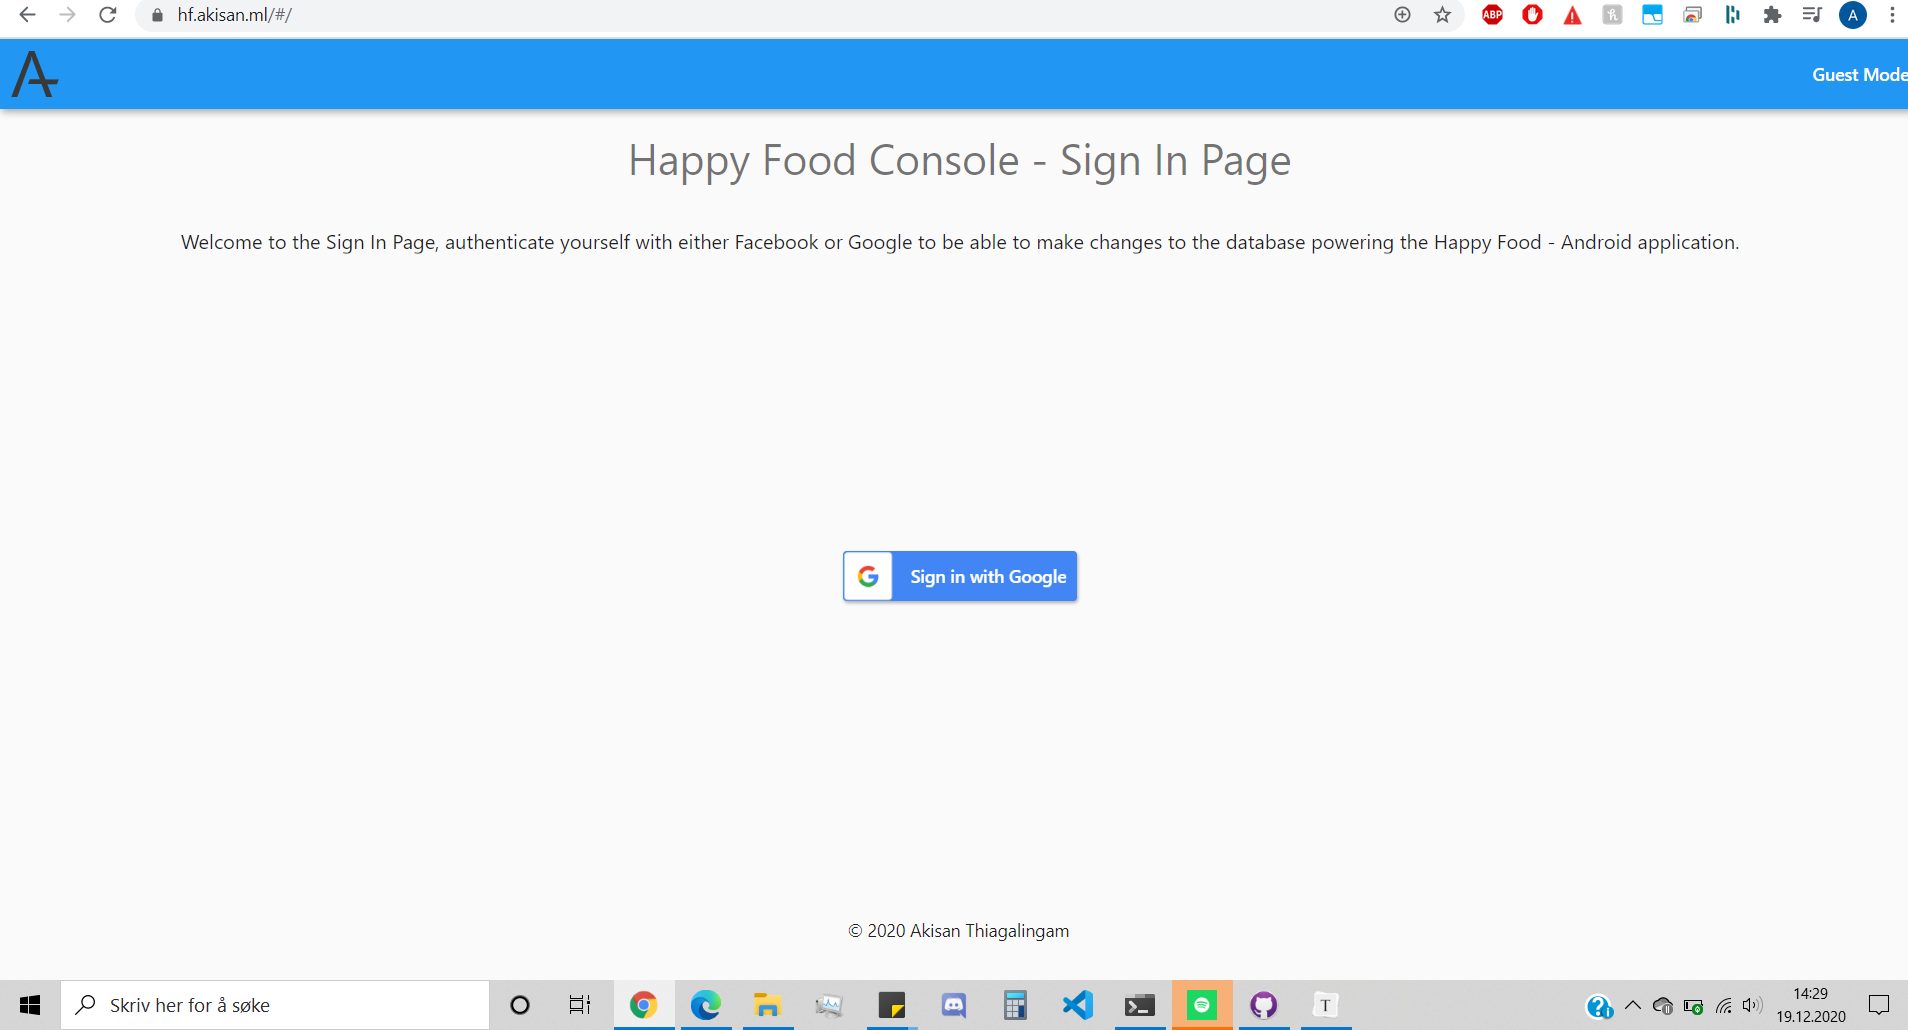 hf.akisan.ml/#/
ABP
A
Guest Mode
Happy Food Console - Sign In Page
Welcome to the Sign In Page, authenticate yourself with either Facebook or Google to be able to make changes to the database powering the Happy Food - Android application.
G Sign in with Google
© 2020 Akisan Thiagalingam
Skriv her for å søke
T
14:29
19.12.2020